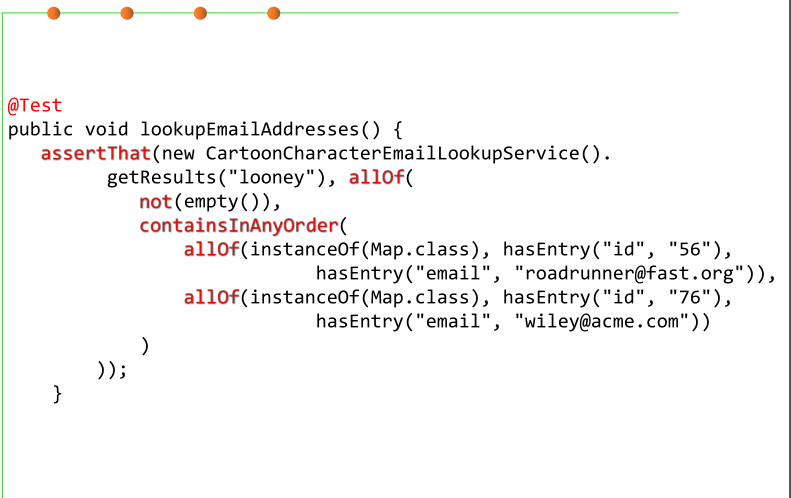 @Test
public void lookupEmailAddresses() {
assertThat(new CartoonCharacterEmailLookupService().
getResults("looney"), allOf(
not(empty()),
containsInAnyOrder(
allOf(instanceOf(Map.class), hasEntry("id", "56"),
hasEntry("email", "roadrunner@fast.org")),
allOf(instanceOf(Map.class), hasEntry("id", "76"),
hasEntry("email", "wiley@acme.com"))
)
));
}